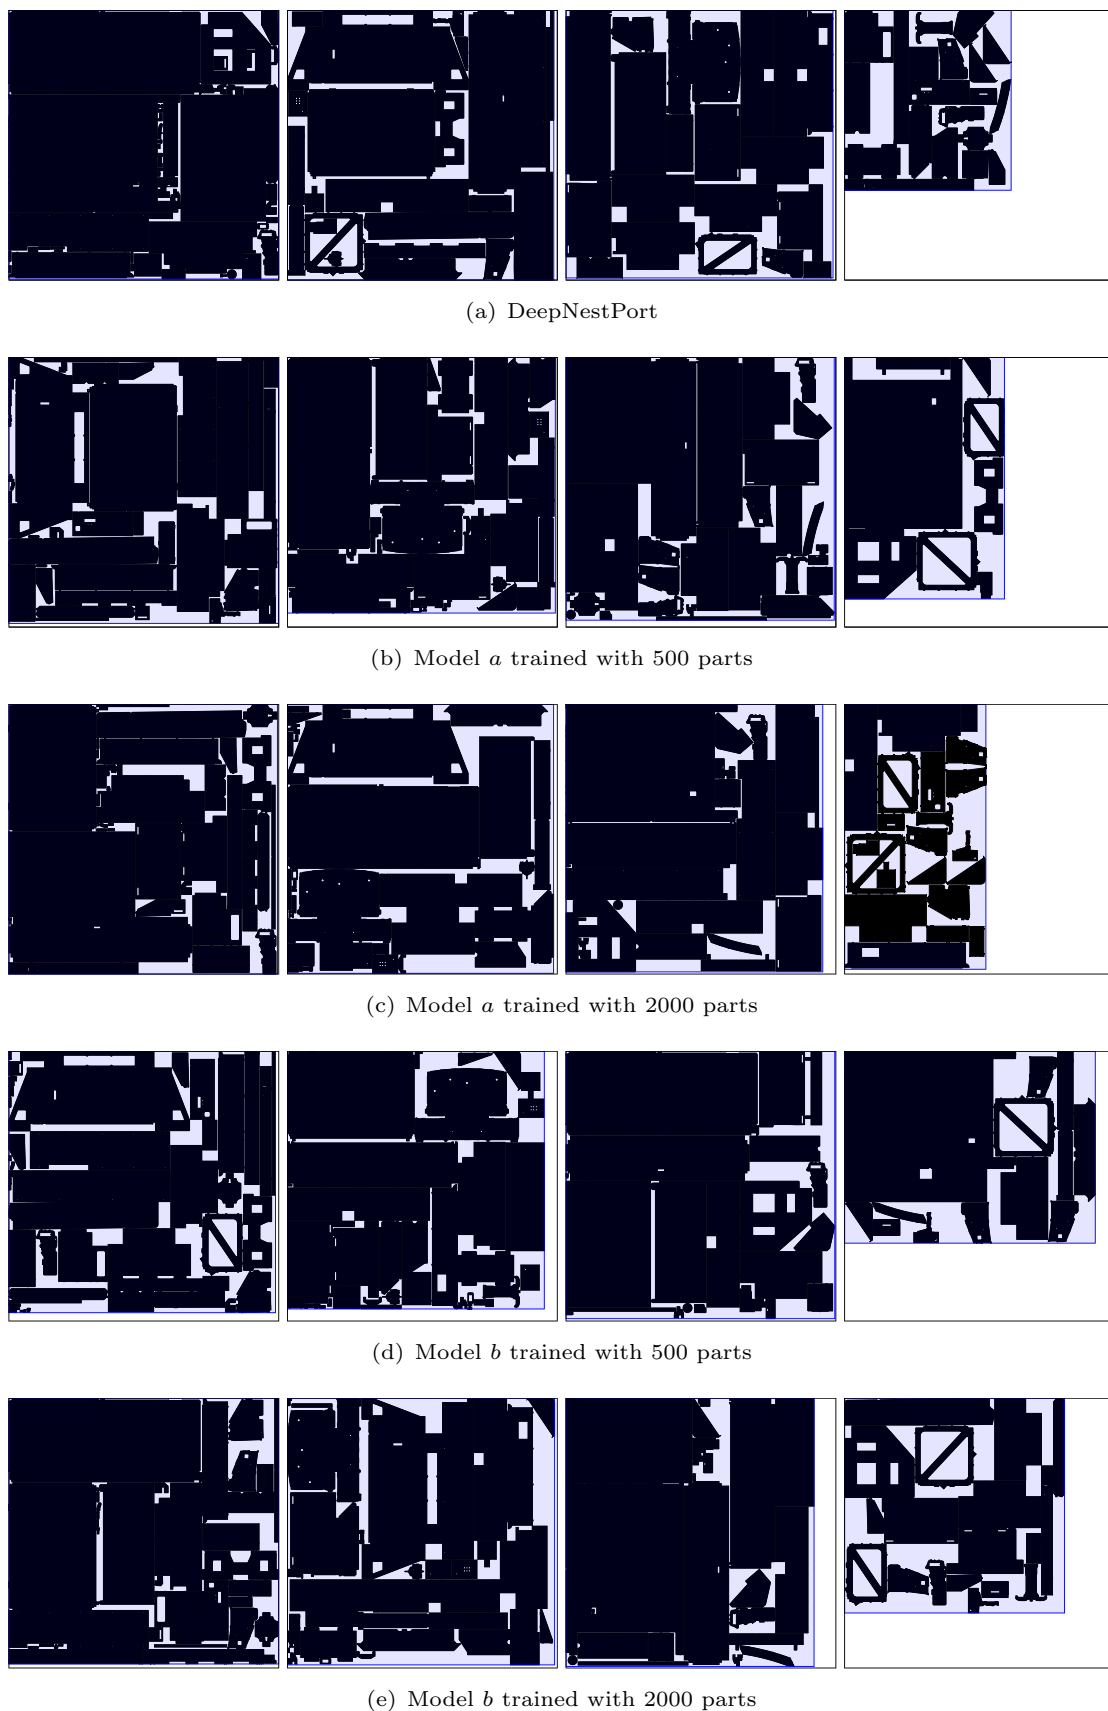 (a) DeepNestPort
(b) Model a trained with 500 parts
(c) Model a trained with 2000 parts
(d) Model b trained with 500 parts
(e) Model b trained with 2000 parts